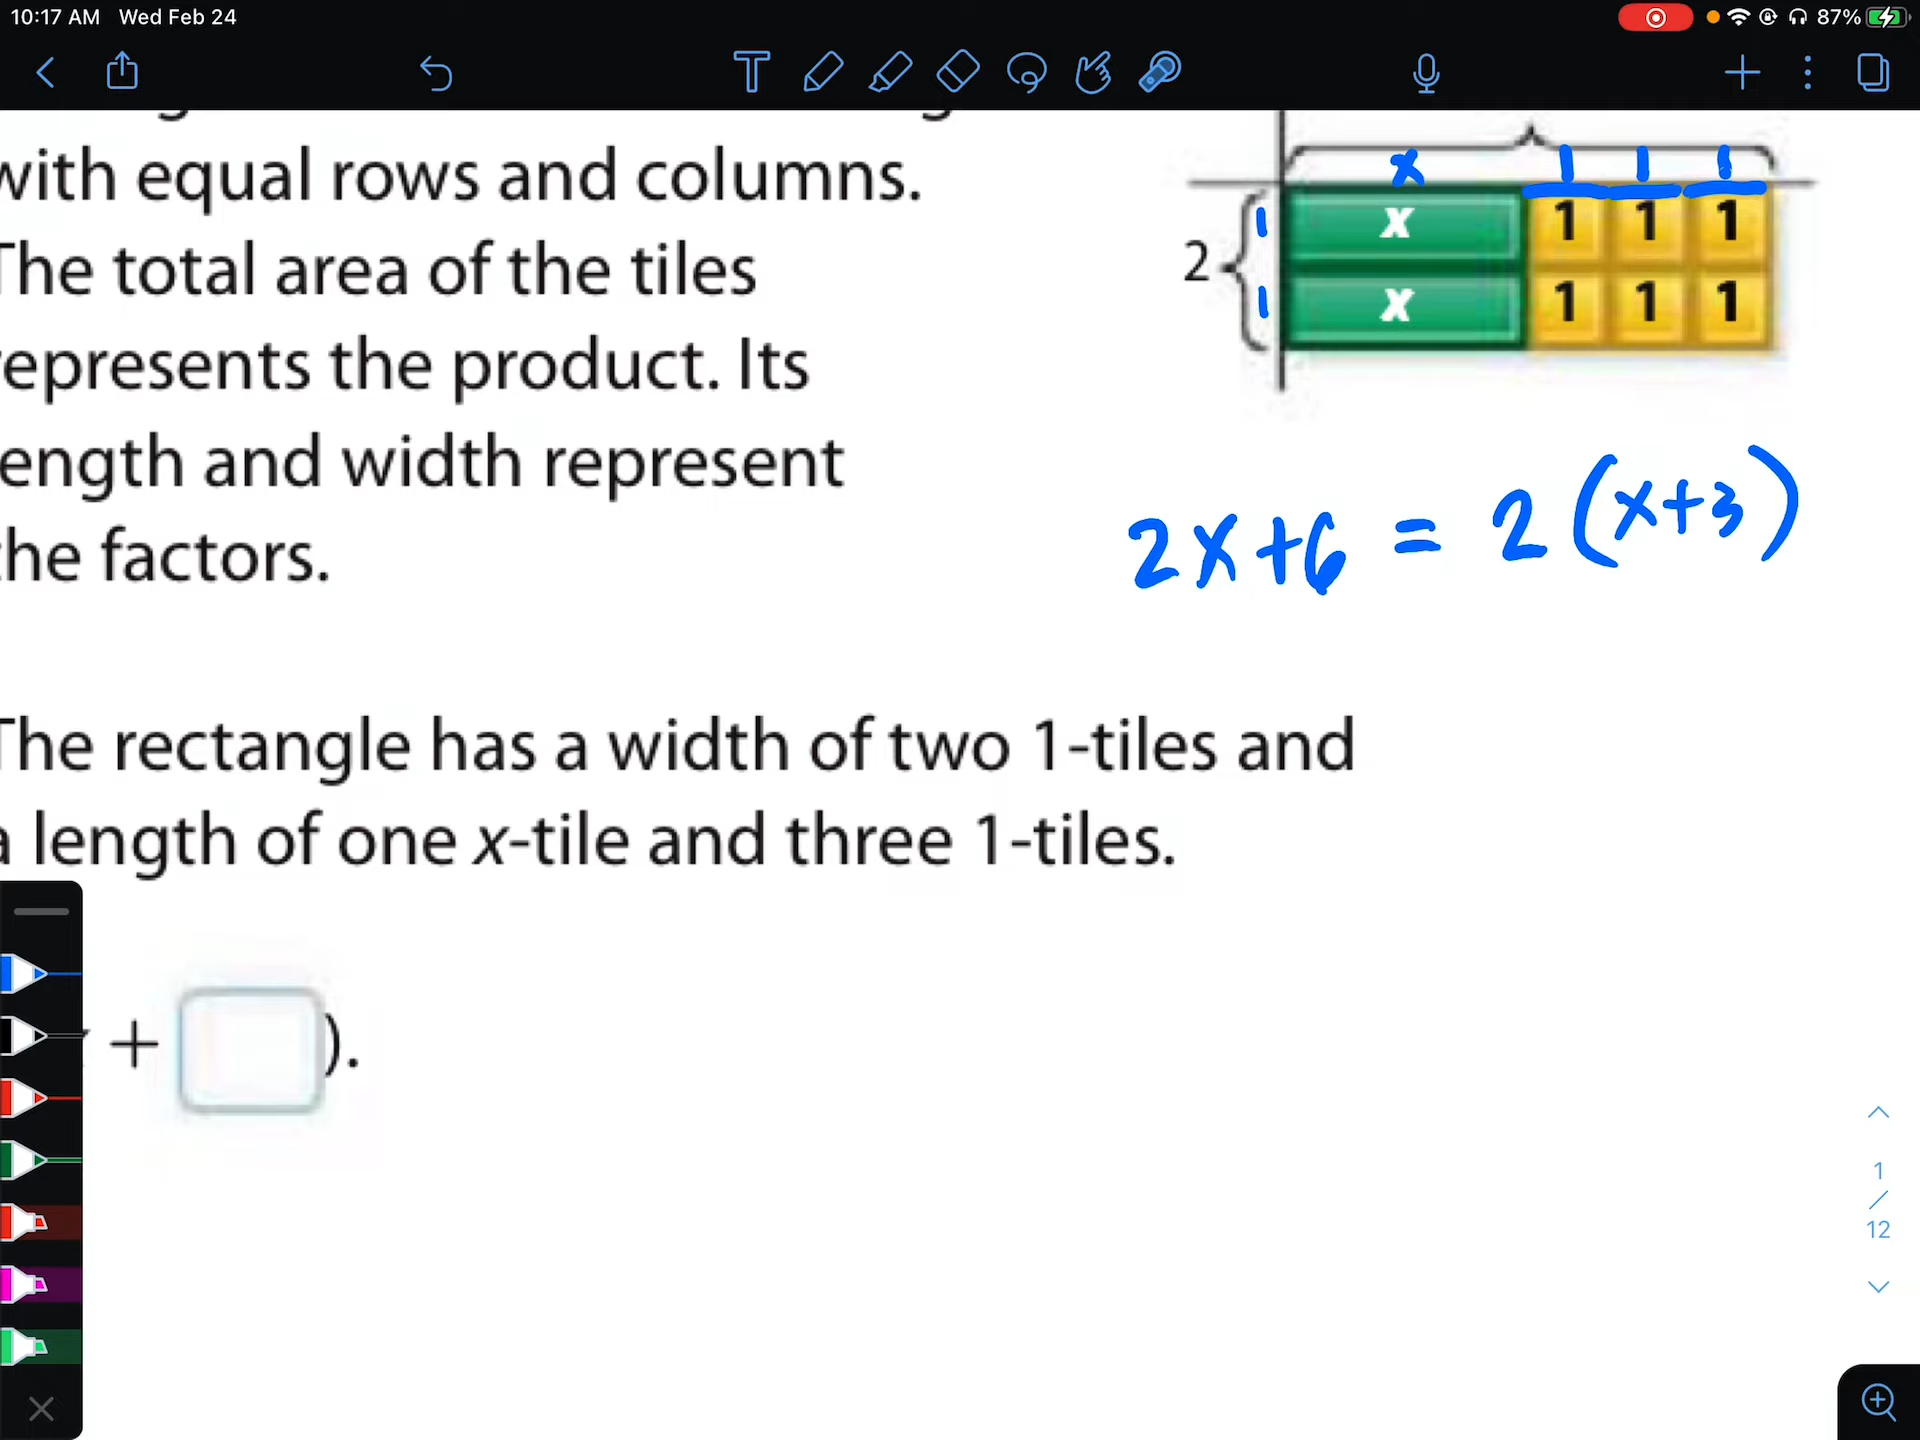 10:17 AM Wed Feb 24
87%
with equal rows and columns.
The total area of the tiles
represents the product. Its
length and width represent
the factors.
x 1 1 1
1 x 1 1 1
2
1 x 1 1 1
2x+6 = 2(x+3)
The rectangle has a width of two 1-tiles and
a length of one x-tile and three 1-tiles.
+ ).
1
/
12